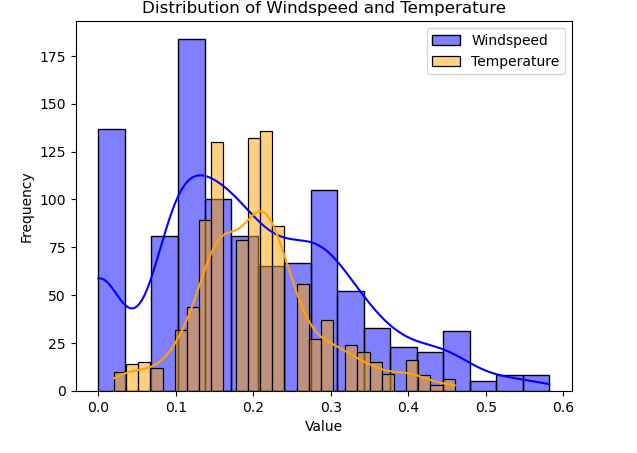 Distribution of Windspeed and Temperature
Windspeed
Temperature
175
150
125
100
75
50
25
0
Frequency
0.0 0.1 0.2 0.3 0.4 0.5 0.6
Value